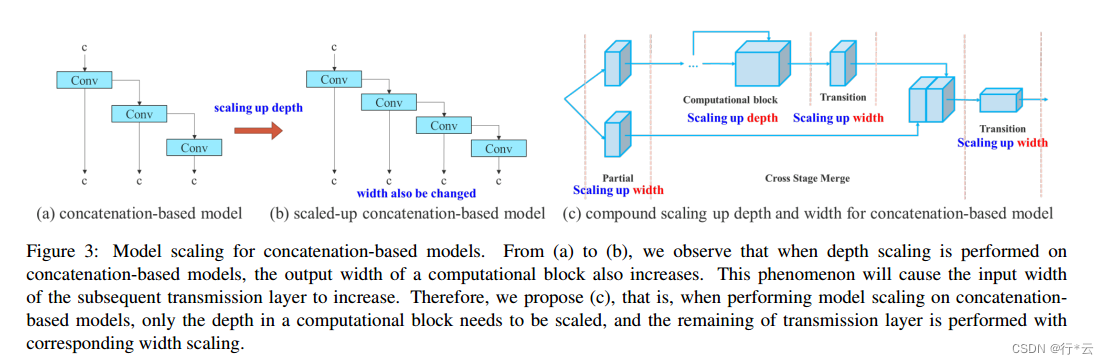 c
Conv
Conv
Conv
c c c
scaling up depth
c
Conv
Conv
Conv
Conv
c c c c
width also be changed
...
Computational block
Scaling up depth
Transition
Scaling up width
Transition
Scaling up width
Partial
Scaling up width
Cross Stage Merge
(a) concatenation-based model
(b) scaled-up concatenation-based model
(c) compound scaling up depth and width for concatenation-based model
Figure 3: Model scaling for concatenation-based models. From (a) to (b), we observe that when depth scaling is performed on
concatenation-based models, the output width of a computational block also increases. This phenomenon will cause the input width
of the subsequent transmission layer to increase. Therefore, we propose (c), that is, when performing model scaling on concatenation-
based models, only the depth in a computational block needs to be scaled, and the remaining of transmission layer is performed with
corresponding width scaling.
CSDN @行*云